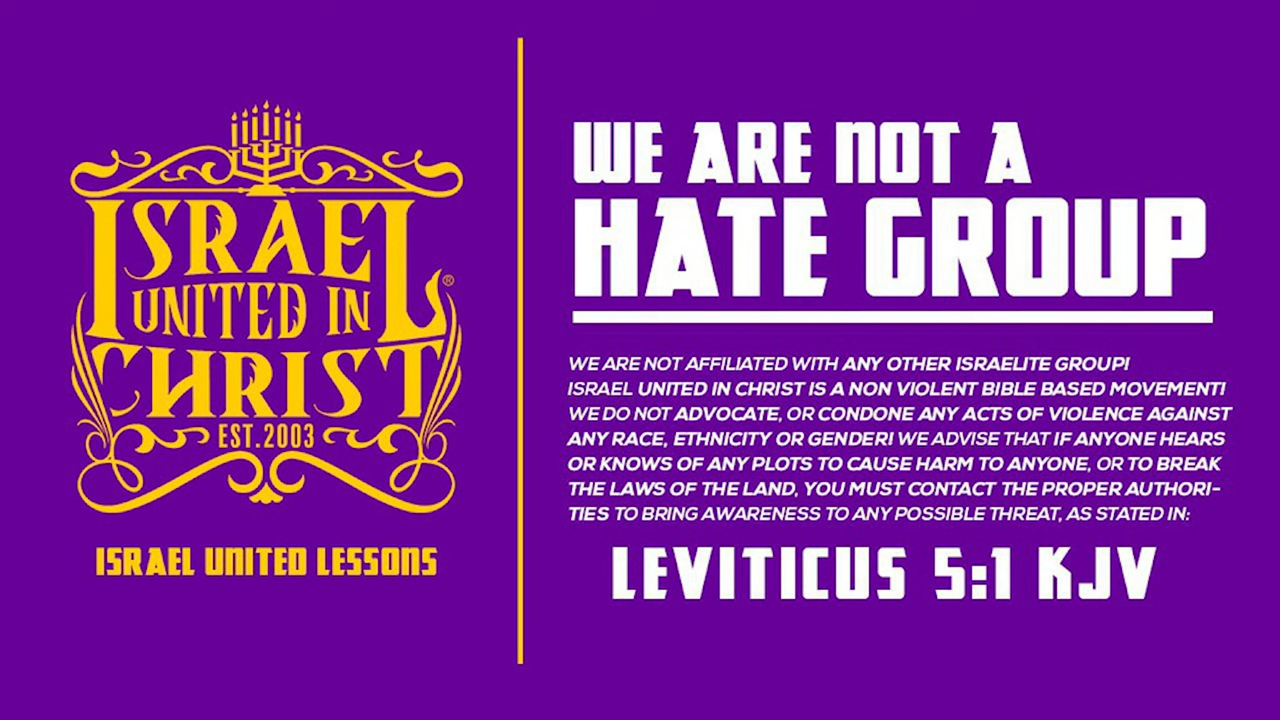 ISRAEL
UNITED IN
CHRIST®
EST.2003
ISRAEL UNITED LESSONS
WE ARE NOT A
HATE GROUP
WE ARE NOT AFFILIATED WITH ANY OTHER ISRAELITE GROUP!
ISRAEL UNITED IN CHRIST IS A NON VIOLENT BIBLE BASED MOVEMENT!
WE DO NOT ADVOCATE, OR CONDONE ANY ACTS OF VIOLENCE AGAINST
ANY RACE, ETHNICITY OR GENDER! WE ADVISE THAT IF ANYONE HEARS
OR KNOWS OF ANY PLOTS TO CAUSE HARM TO ANYONE, OR TO BREAK
THE LAWS OF THE LAND, YOU MUST CONTACT THE PROPER AUTHORI-
TIES TO BRING AWARENESS TO ANY POSSIBLE THREAT, AS STATED IN:
LEVITICUS 5:1 KJV